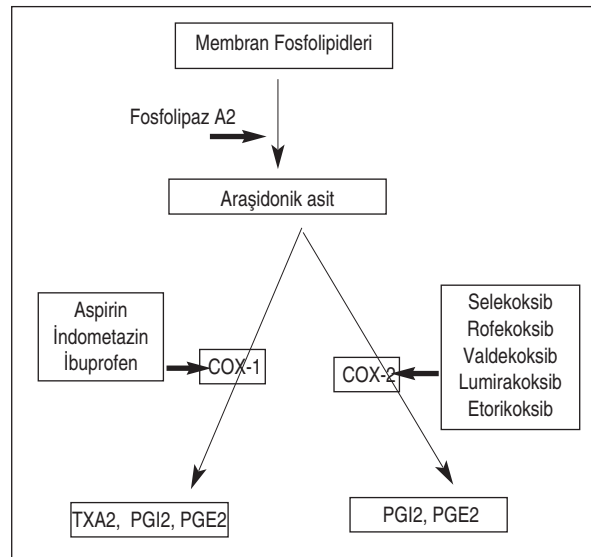 Membran Fosfolipidleri
Fosfolipaz A2
Araşidonik asit
Aspirin
İndometazin
İbuprofen
COX-1
COX-2
Selekoksib
Rofekoksib
Valdekoksib
Lumirakoksib
Etorikoksib
TXA2, PGI2, PGE2
PGI2, PGE2